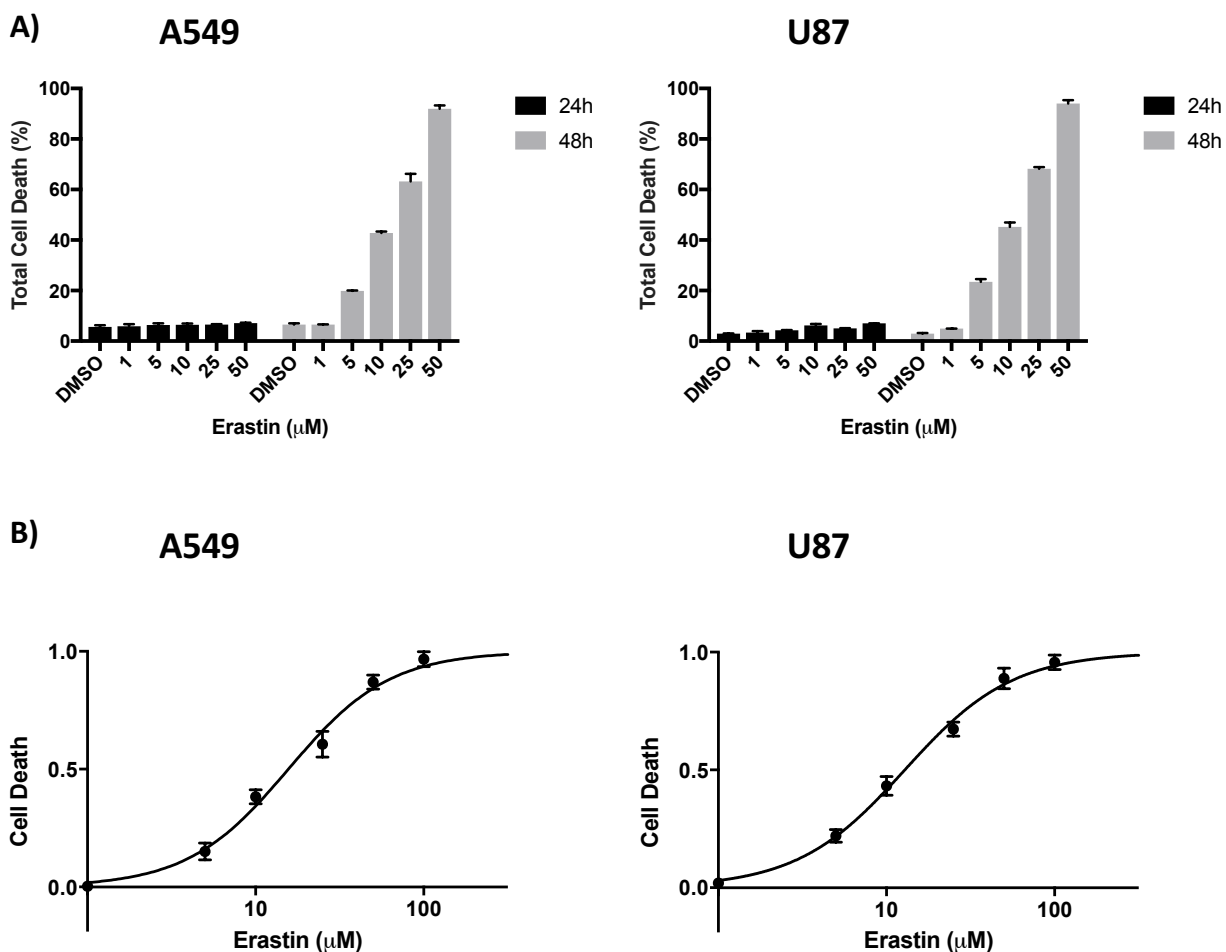 A)
A549
Total Cell Death (%)
100
80
60
40
20
0
DMSO 1 5 10 25 50 DMSO 1 5 10 25 50
Erastin (μM)
24h
48h
U87
Total Cell Death (%)
100
80
60
40
20
0
DMSO 1 5 10 25 50 DMSO 1 5 10 25 50
Erastin (μM)
24h
48h
B)
A549
Cell Death
1.0
0.5
0.0
10 100
Erastin (μM)
U87
Cell Death
1.0
0.5
0.0
10 100
Erastin (μM)